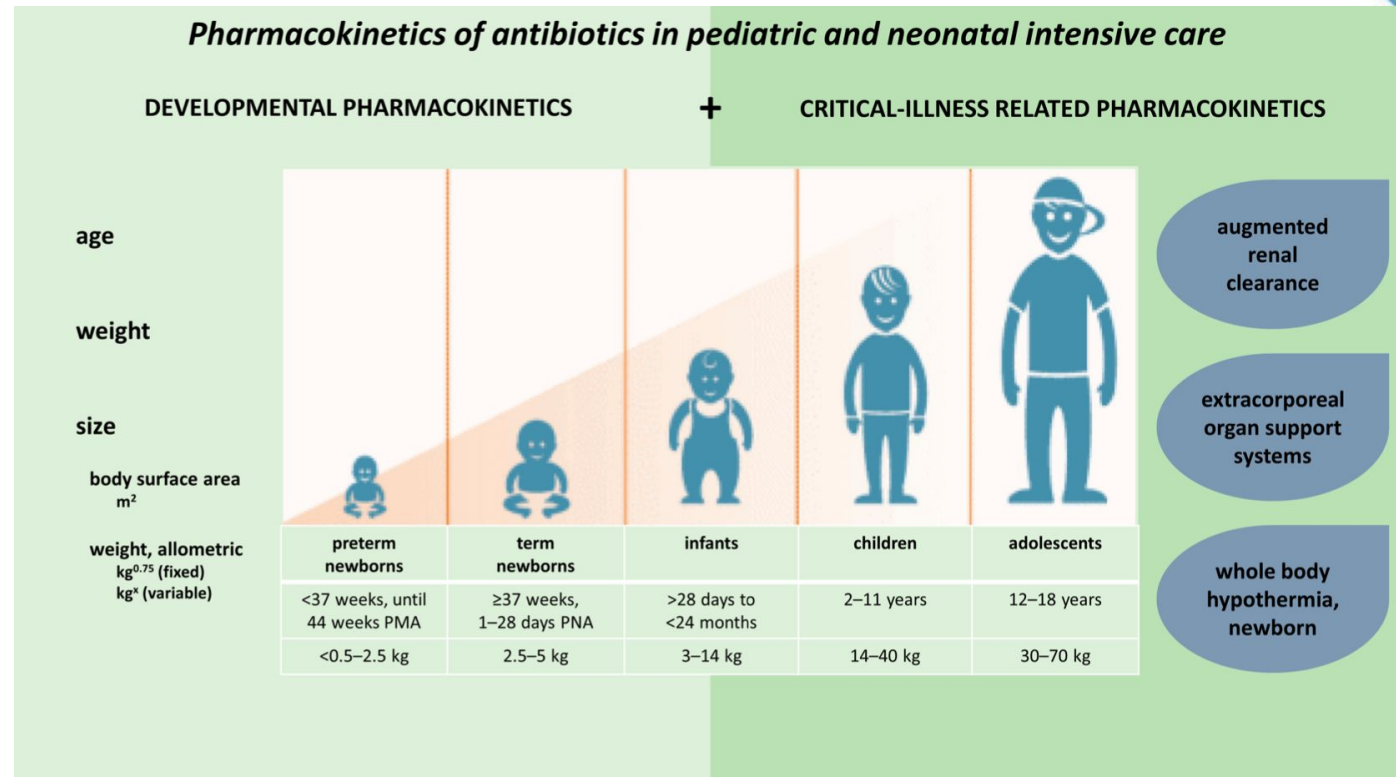 Pharmacokinetics of antibiotics in pediatric and neonatal intensive care
DEVELOPMENTAL PHARMACOKINETICS
+
CRITICAL-ILLNESS RELATED PHARMACOKINETICS
age
weight
size
body surface area
m²
weight, allometric
kg⁰·⁷⁵ (fixed)
kgˣ (variable)
preterm
newborns
term
newborns
infants
children
adolescents
<37 weeks, until
44 weeks PMA
≥37 weeks,
1–28 days PNA
>28 days to
<24 months
2–11 years
12–18 years
<0.5–2.5 kg
2.5–5 kg
3–14 kg
14–40 kg
30–70 kg
augmented
renal
clearance
extracorporeal
organ support
systems
whole body
hypothermia,
newborn